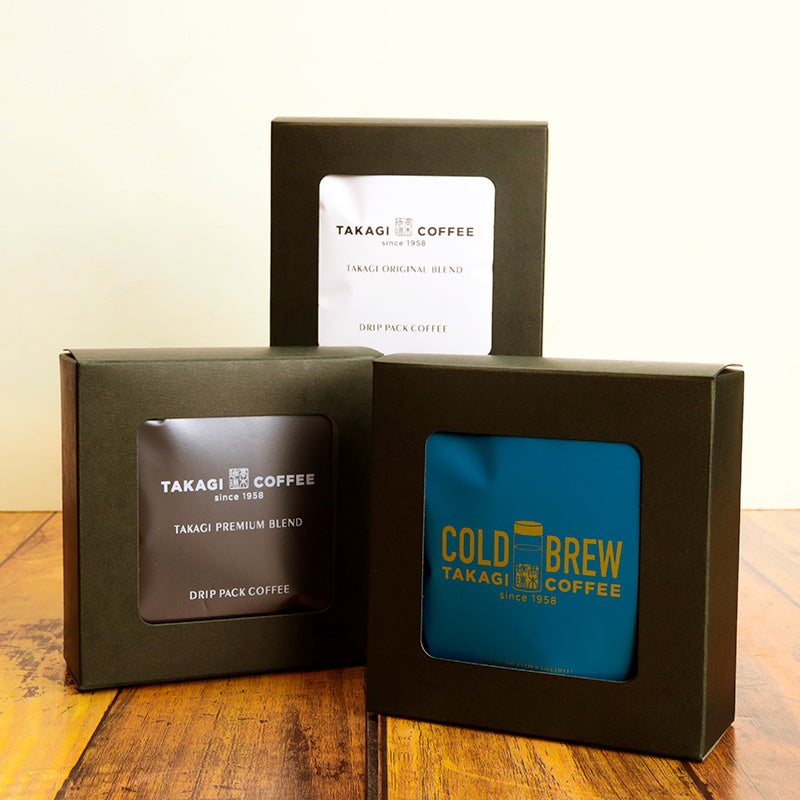 TAKAGI COFFEE
since 1958
TAKAGI ORIGINAL BLEND
DRIP PACK COFFEE
TAKAGI COFFEE
since 1958
TAKAGI PREMIUM BLEND
DRIP PACK COFFEE
COLD BREW
TAKAGI COFFEE
since 1958